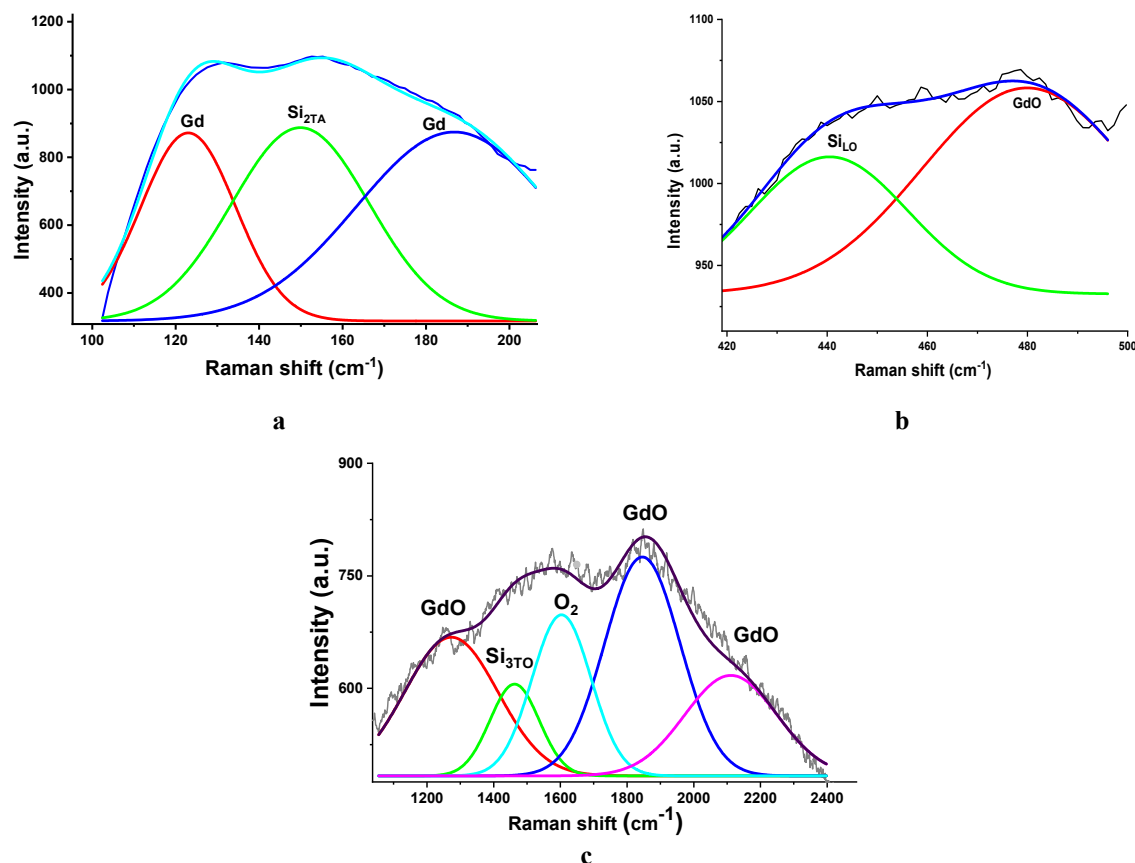 1200
1000
800
600
400
100
120
140
160
180
200
Intensity (a.u.)
Raman shift (cm⁻¹)
Gd
Si₂TA
Gd
a
1100
1050
1000
950
420
440
460
480
500
Intensity (a.u.)
Raman shift (cm⁻¹)
SiLO
GdO
b
900
750
600
1200
1400
1600
1800
2000
2200
2400
Intensity (a.u.)
Raman shift (cm⁻¹)
GdO
Si₃TO
O₂
GdO
GdO
c